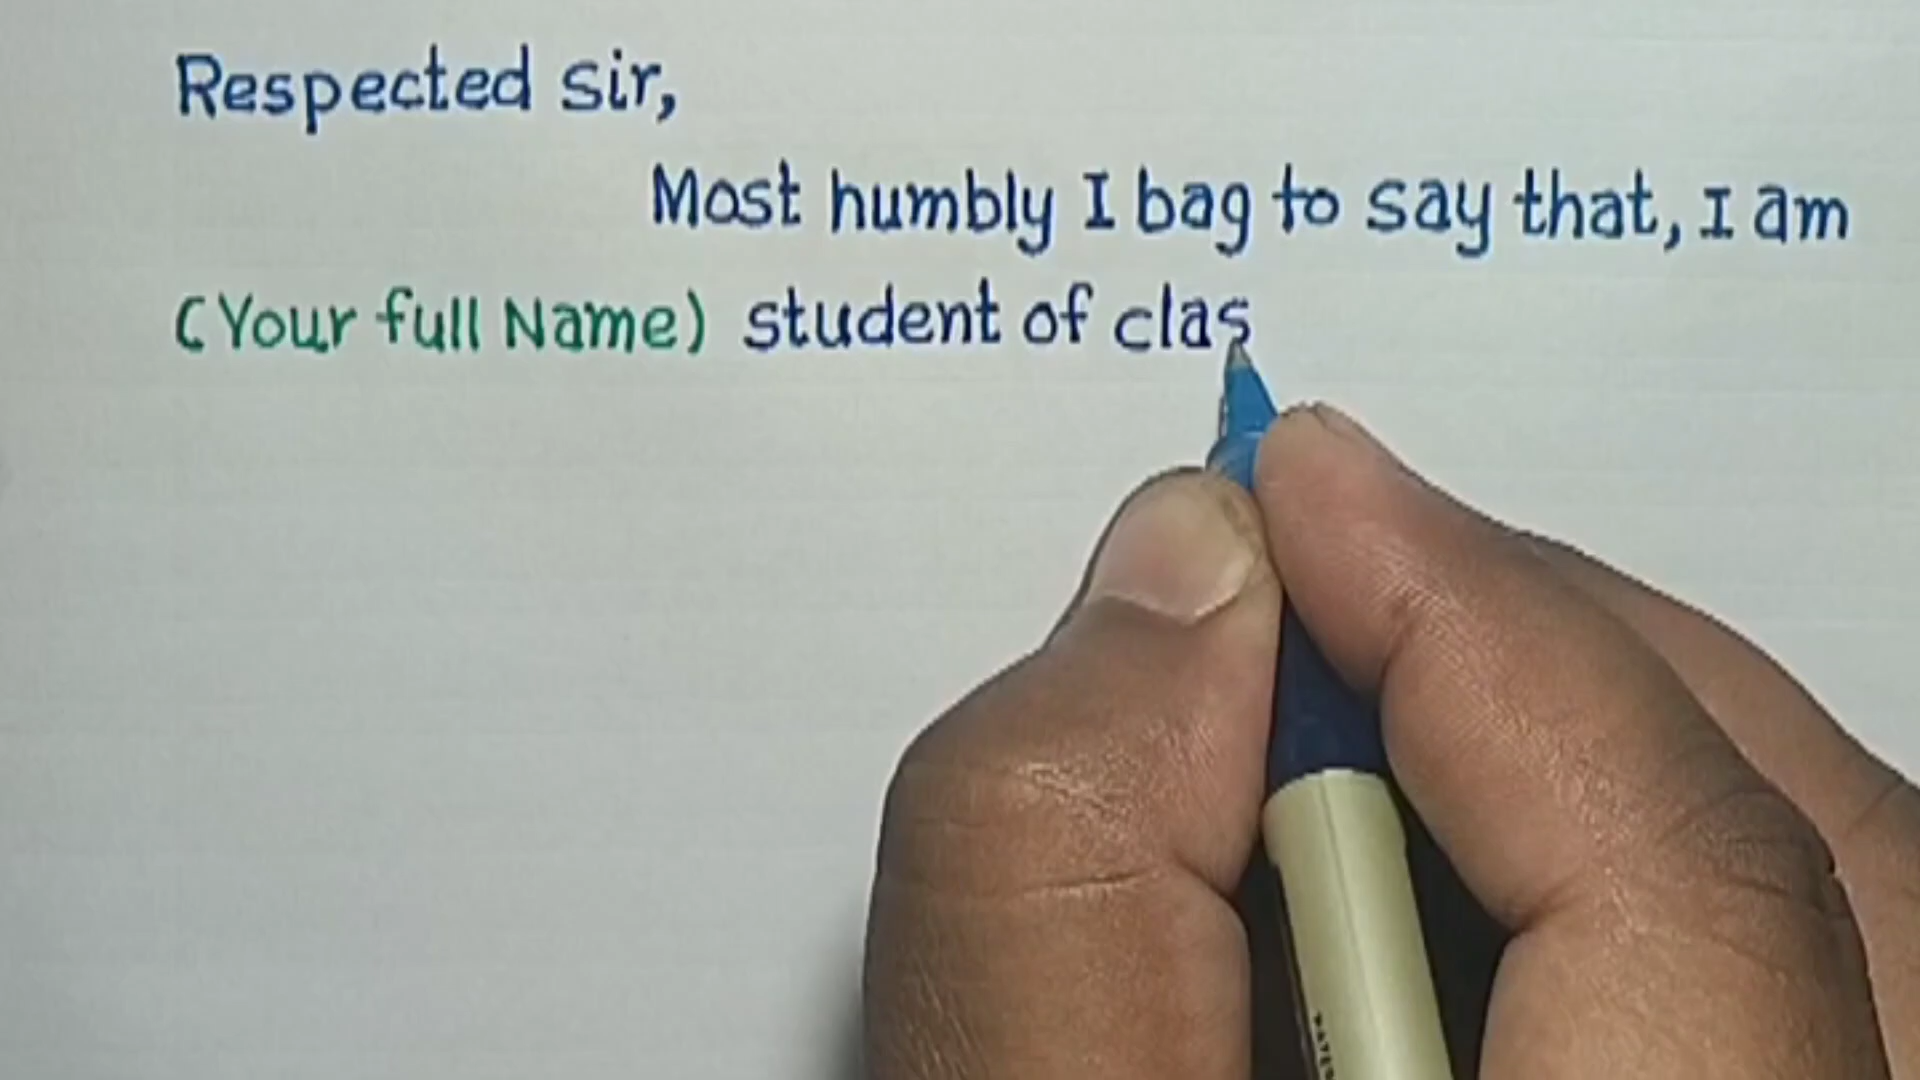 Respected sir,
Most humbly I bag to say that, I am
(Your full Name) student of clas